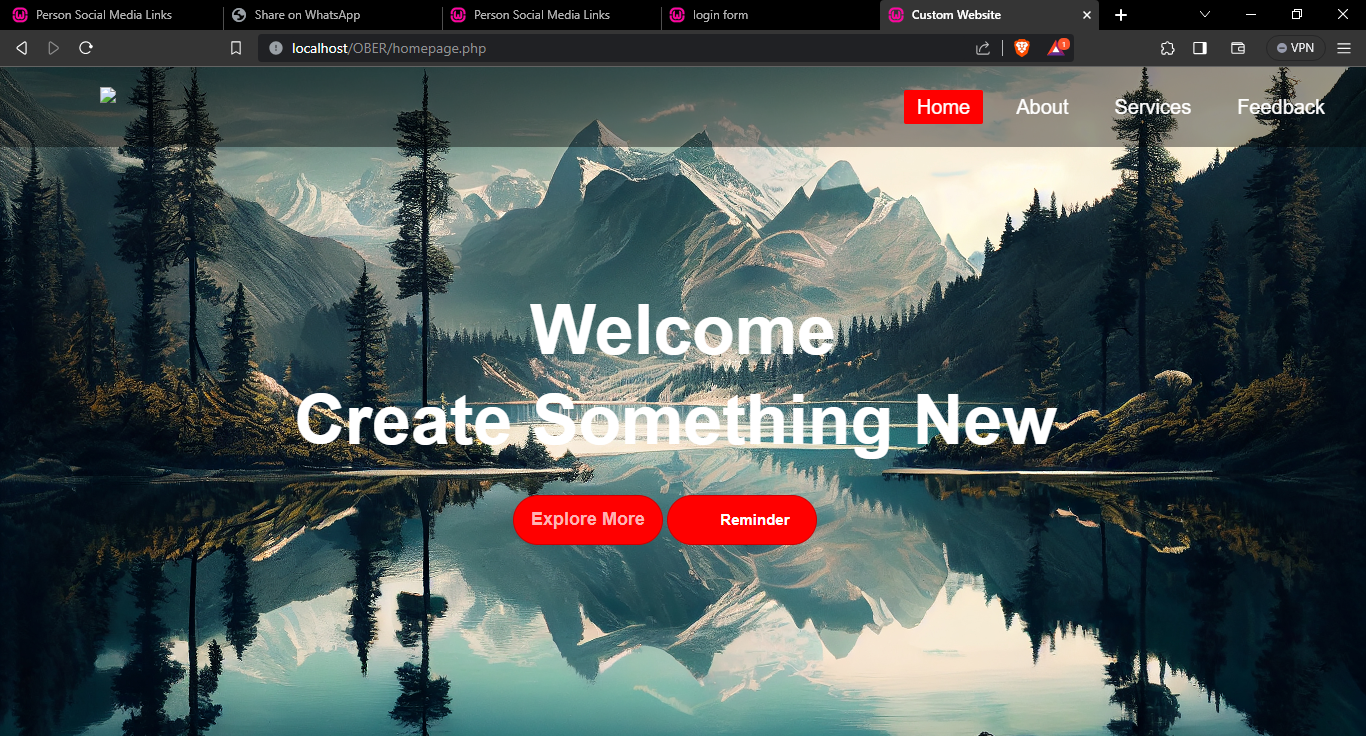 Person Social Media Links
Share on WhatsApp
Person Social Media Links
login form
Custom Website
localhost/OBER/homepage.php
1
VPN
Home
About
Services
Feedback
Welcome
Create Something New
Explore More
Reminder